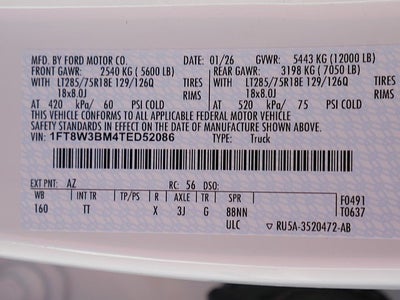 MFD. BY FORD MOTOR CO. 01/26 GVWR: 5443 KG (12000 LB)
FRONT GAWR: 2540 KG (5600 LB) REAR GAWR: 3198 KG (7050 LB)
WITH LT285/75R18E 129/126Q TIRES WITH LT285/75R18E 129/126Q TIRES
18x8.0J RIMS 18x8.0J RIMS
AT 420 kPa/ 60 PSI COLD AT 520 kPa/ 75 PSI COLD
THIS VEHICLE CONFORMS TO ALL APPLICABLE FEDERAL MOTOR VEHICLE
SAFETY STANDARDS IN EFFECT ON THE DATE OF MANUFACTURE SHOWN ABOVE.
VIN: 1FT8W3BM4TED52086 TYPE: Truck
EXT PNT: AZ RC: 56 DSO:
WB INT TR TP/PS R AXLE TR SPR F0491
160 TT X 3J G 88NN T0637
ULC RU5A-3520472-AB